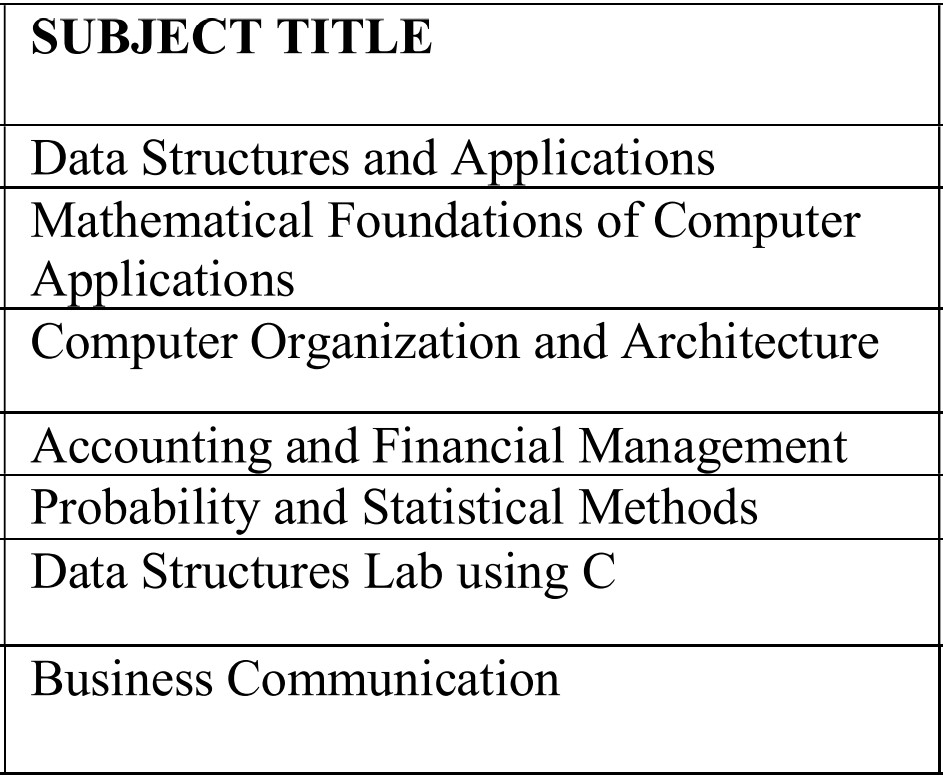 SUBJECT TITLE
Data Structures and Applications
Mathematical Foundations of Computer
Applications
Computer Organization and Architecture
Accounting and Financial Management
Probability and Statistical Methods
Data Structures Lab using C
Business Communication